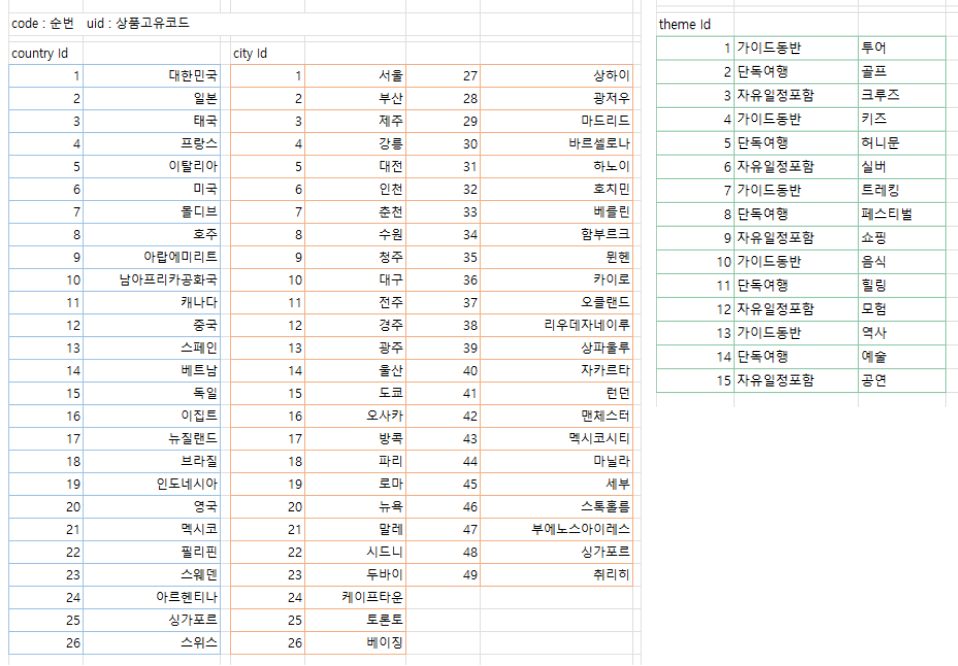 code : 순번 uid : 상품고유코드
country Id
1 대한민국
2 일본
3 태국
4 프랑스
5 이탈리아
6 미국
7 몰디브
8 호주
9 아랍에미리트
10 남아프리카공화국
11 캐나다
12 중국
13 스페인
14 베트남
15 독일
16 이집트
17 뉴질랜드
18 브라질
19 인도네시아
20 영국
21 멕시코
22 필리핀
23 스웨덴
24 아르헨티나
25 싱가포르
26 스위스
city Id
1 서울 27 상하이
2 부산 28 광저우
3 제주 29 마드리드
4 강릉 30 바르셀로나
5 대전 31 하노이
6 인천 32 호치민
7 춘천 33 베를린
8 수원 34 함부르크
9 청주 35 뮌헨
10 대구 36 카이로
11 전주 37 오클랜드
12 경주 38 리우데자네이루
13 광주 39 상파울루
14 울산 40 자카르타
15 도쿄 41 런던
16 오사카 42 맨체스터
17 방콕 43 멕시코시티
18 파리 44 마닐라
19 로마 45 세부
20 뉴욕 46 스톡홀름
21 말레 47 부에노스아이레스
22 시드니 48 싱가포르
23 두바이 49 취리히
24 케이프타운
25 토론토
26 베이징
theme Id
1 가이드동반 투어
2 단독여행 골프
3 자유일정포함 크루즈
4 가이드동반 키즈
5 단독여행 허니문
6 자유일정포함 실버
7 가이드동반 트레킹
8 단독여행 페스티벌
9 자유일정포함 쇼핑
10 가이드동반 음식
11 단독여행 힐링
12 자유일정포함 모험
13 가이드동반 역사
14 단독여행 예술
15 자유일정포함 공연